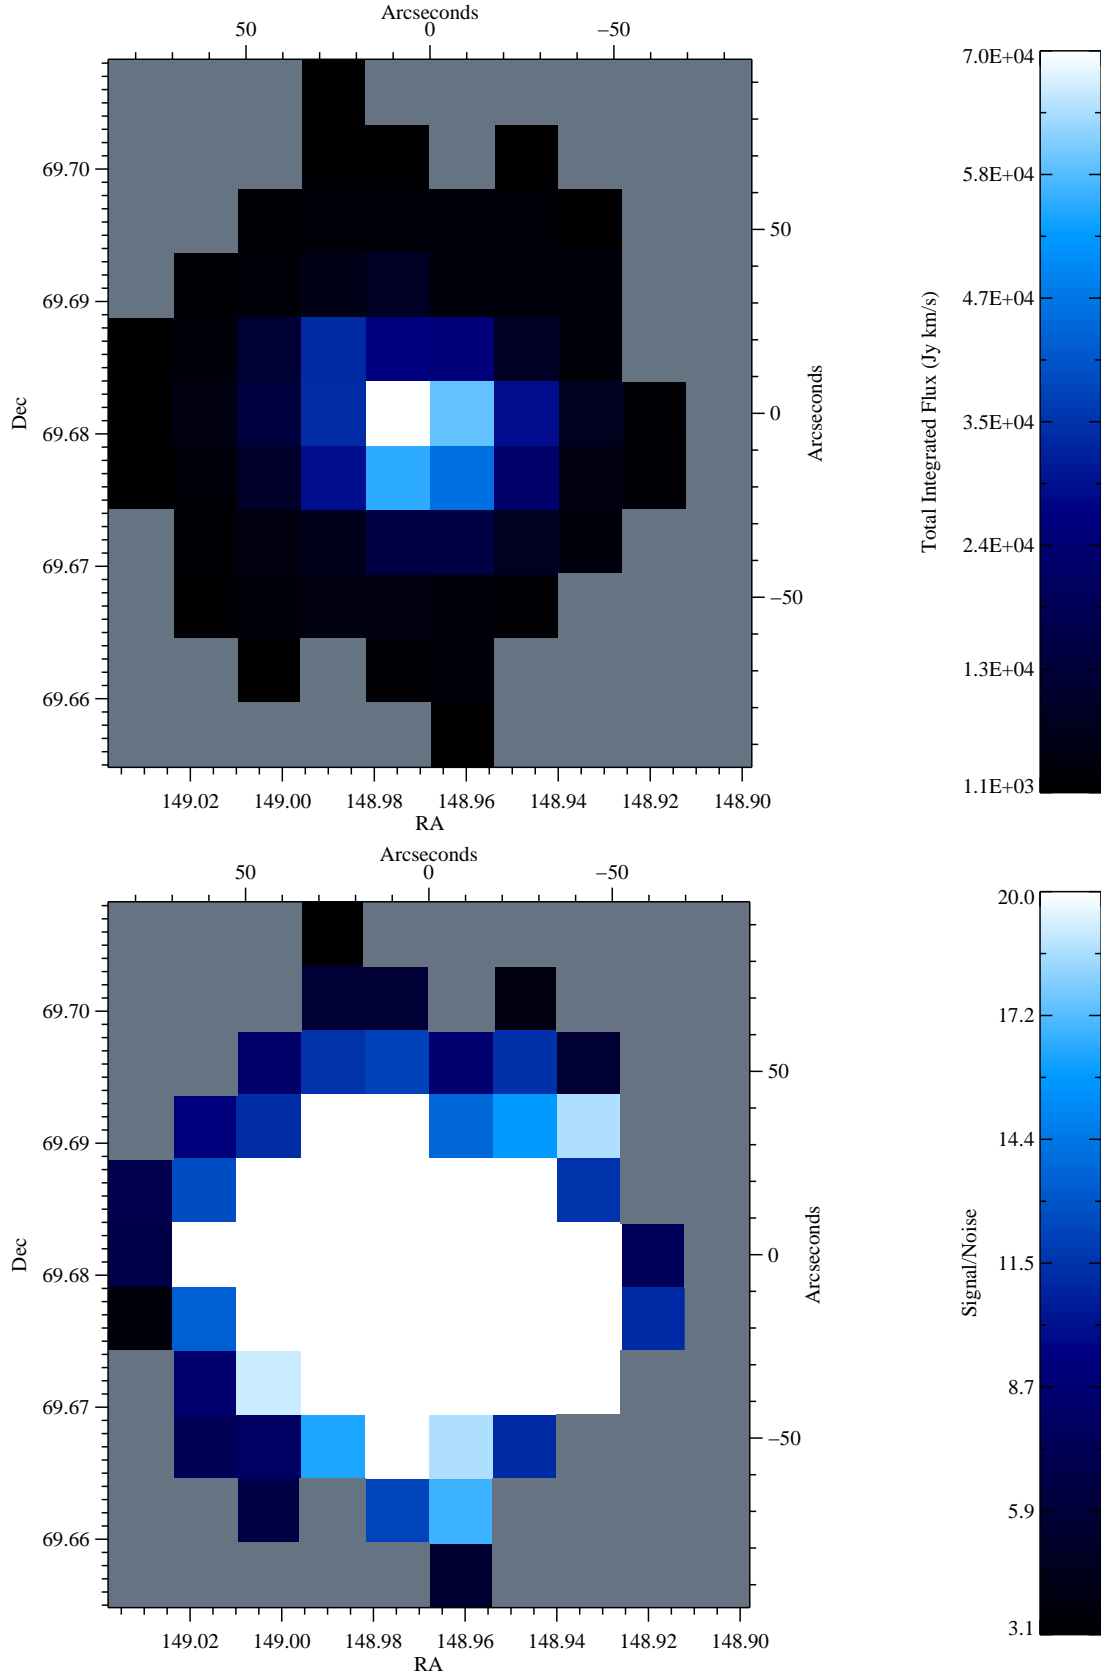 Arcseconds
50 0 −50
69.70
69.69
69.68
69.67
69.66
Dec
50
0
−50
Arcseconds
149.02 149.00 148.98 148.96 148.94 148.92 148.90
RA
7.0E+04
5.8E+04
4.7E+04
3.5E+04
2.4E+04
1.3E+04
1.1E+03
Total Integrated Flux (Jy km/s)
Arcseconds
50 0 −50
69.70
69.69
69.68
69.67
69.66
Dec
50
0
−50
Arcseconds
149.02 149.00 148.98 148.96 148.94 148.92 148.90
RA
20.0
17.2
14.4
11.5
8.7
5.9
3.1
Signal/Noise